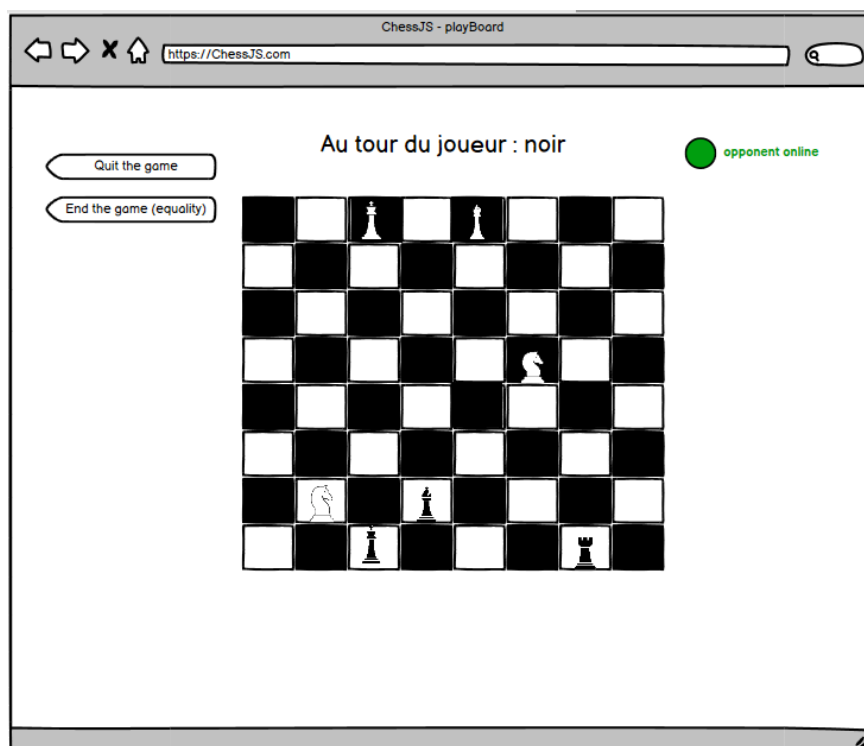 ChessJS - playBoard
https://ChessJS.com
Au tour du joueur : noir
opponent online
Quit the game
End the game (equality)